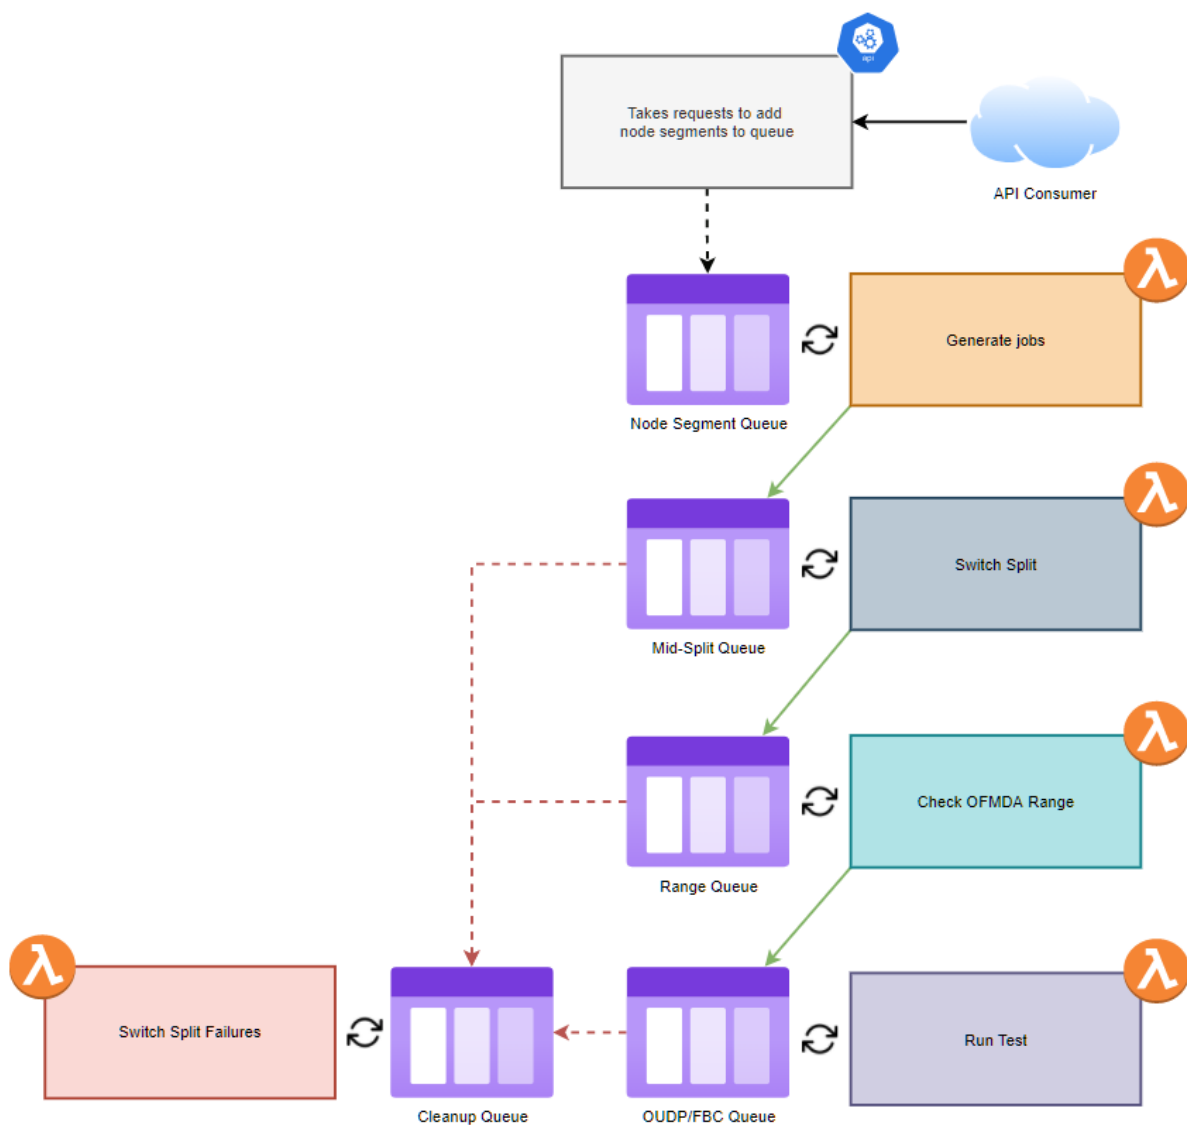 api
Takes requests to add
node segments to queue
API Consumer
Generate jobs
Node Segment Queue
Switch Split
Mid-Split Queue
Check OFMDA Range
Range Queue
Switch Split Failures
Run Test
Cleanup Queue
OUDP/FBC Queue